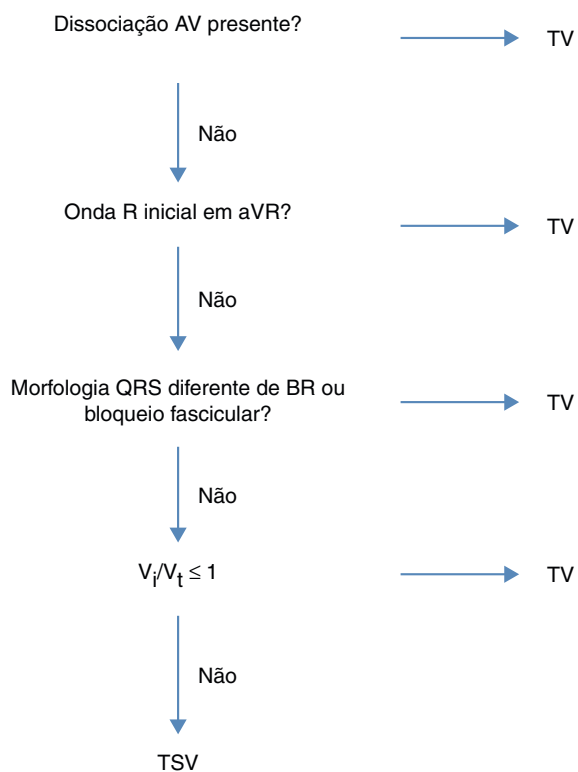 Dissociação AV presente? TV
Não
Onda R inicial em aVR? TV
Não
Morfologia QRS diferente de BR ou
bloqueio fascicular? TV
Não
Vi/Vt ≤ 1 TV
Não
TSV